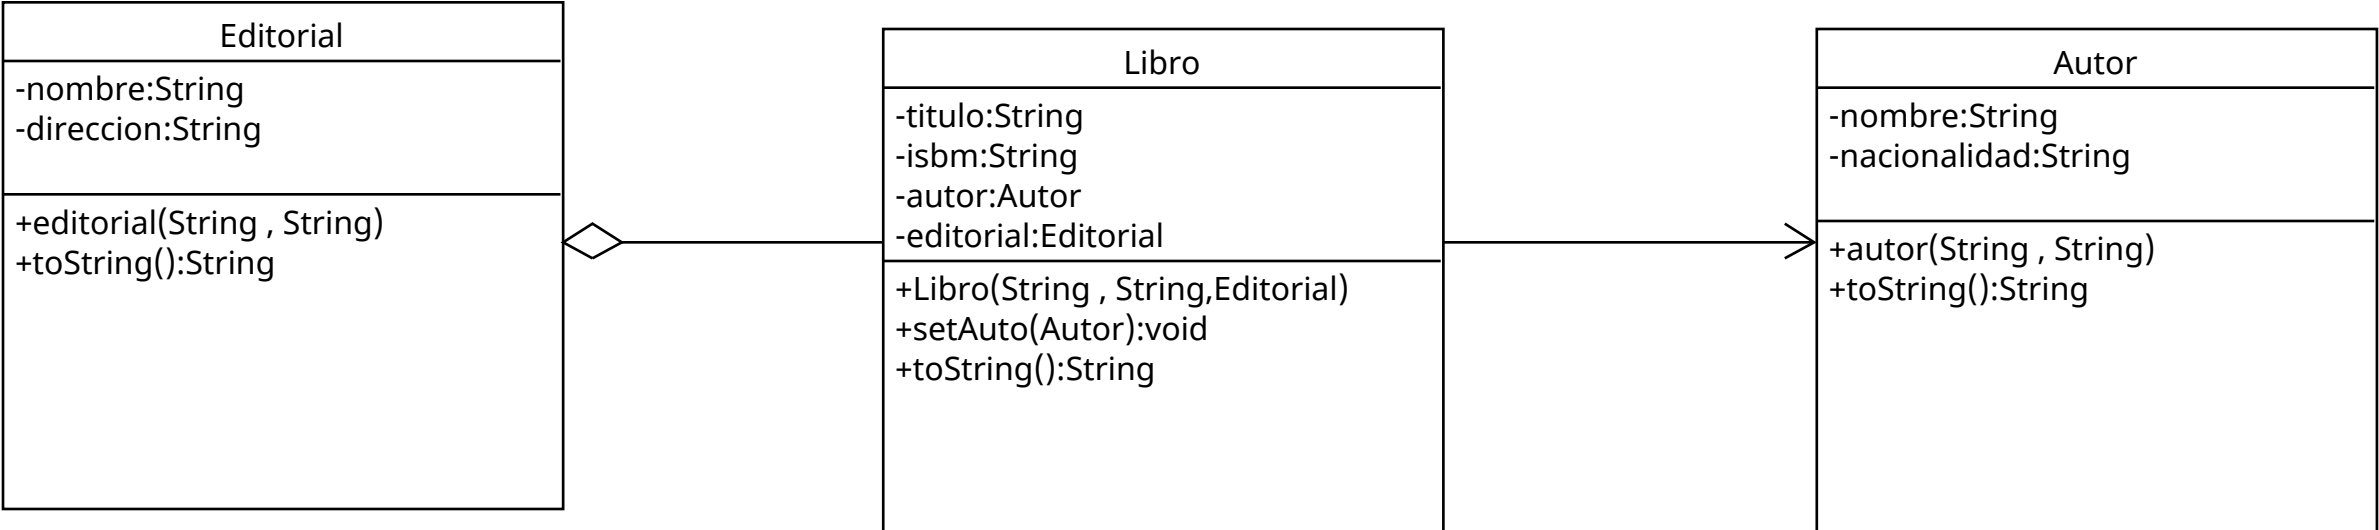 Editorial
-nombre:String
-direccion:String
+editorial(String , String)
+toString():String
Libro
-titulo:String
-isbm:String
-autor:Autor
-editorial:Editorial
+Libro(String , String,Editorial)
+setAuto(Autor):void
+toString():String
Autor
-nombre:String
-nacionalidad:String
+autor(String , String)
+toString():String